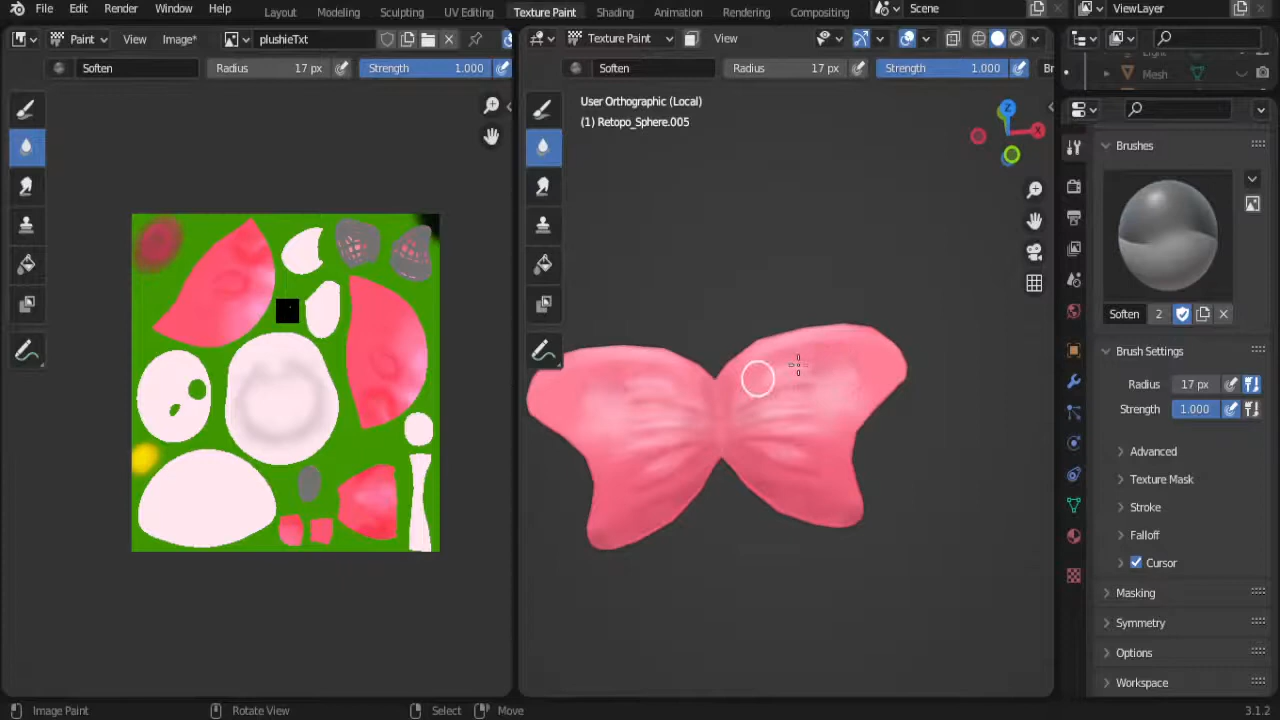 File Edit Render Window Help Layout Modeling Sculpting UV Editing Texture Paint Shading Animation Rendering Compositing Scene ViewLayer
Paint View Image* plushieTxt Texture Paint View
Soften Radius 17 px Strength 1.000 Soften Radius 17 px Strength 1.000 Br
Mesh
User Orthographic (Local)
(1) Retopo_Sphere.005
Z
X
Brushes
Soften 2
Brush Settings
Radius 17 px
Strength 1.000
Advanced
Texture Mask
Stroke
Falloff
Cursor
Masking
Symmetry
Options
Workspace
Image Paint Rotate View Select Move 3.1.2